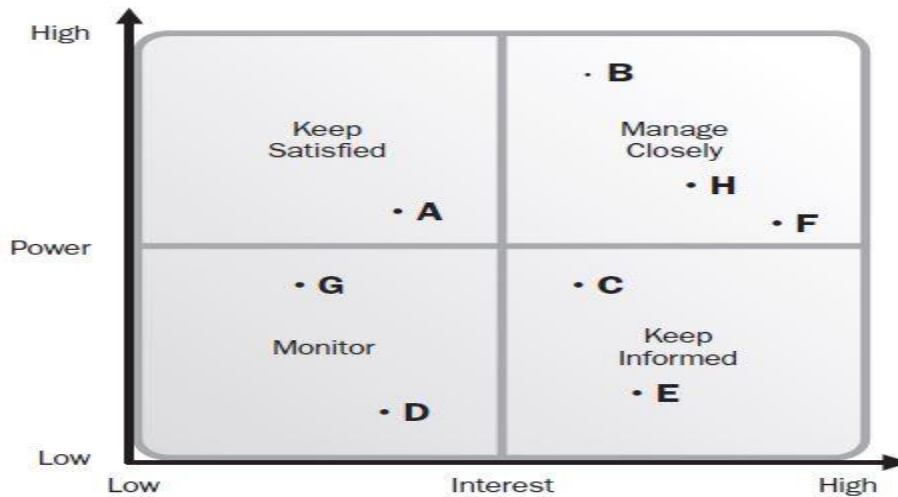 High
B
Keep
Satisfied
Manage
Closely
H
A
F
Power
G
C
Monitor
Keep
Informed
E
D
Low
Low
Interest
High